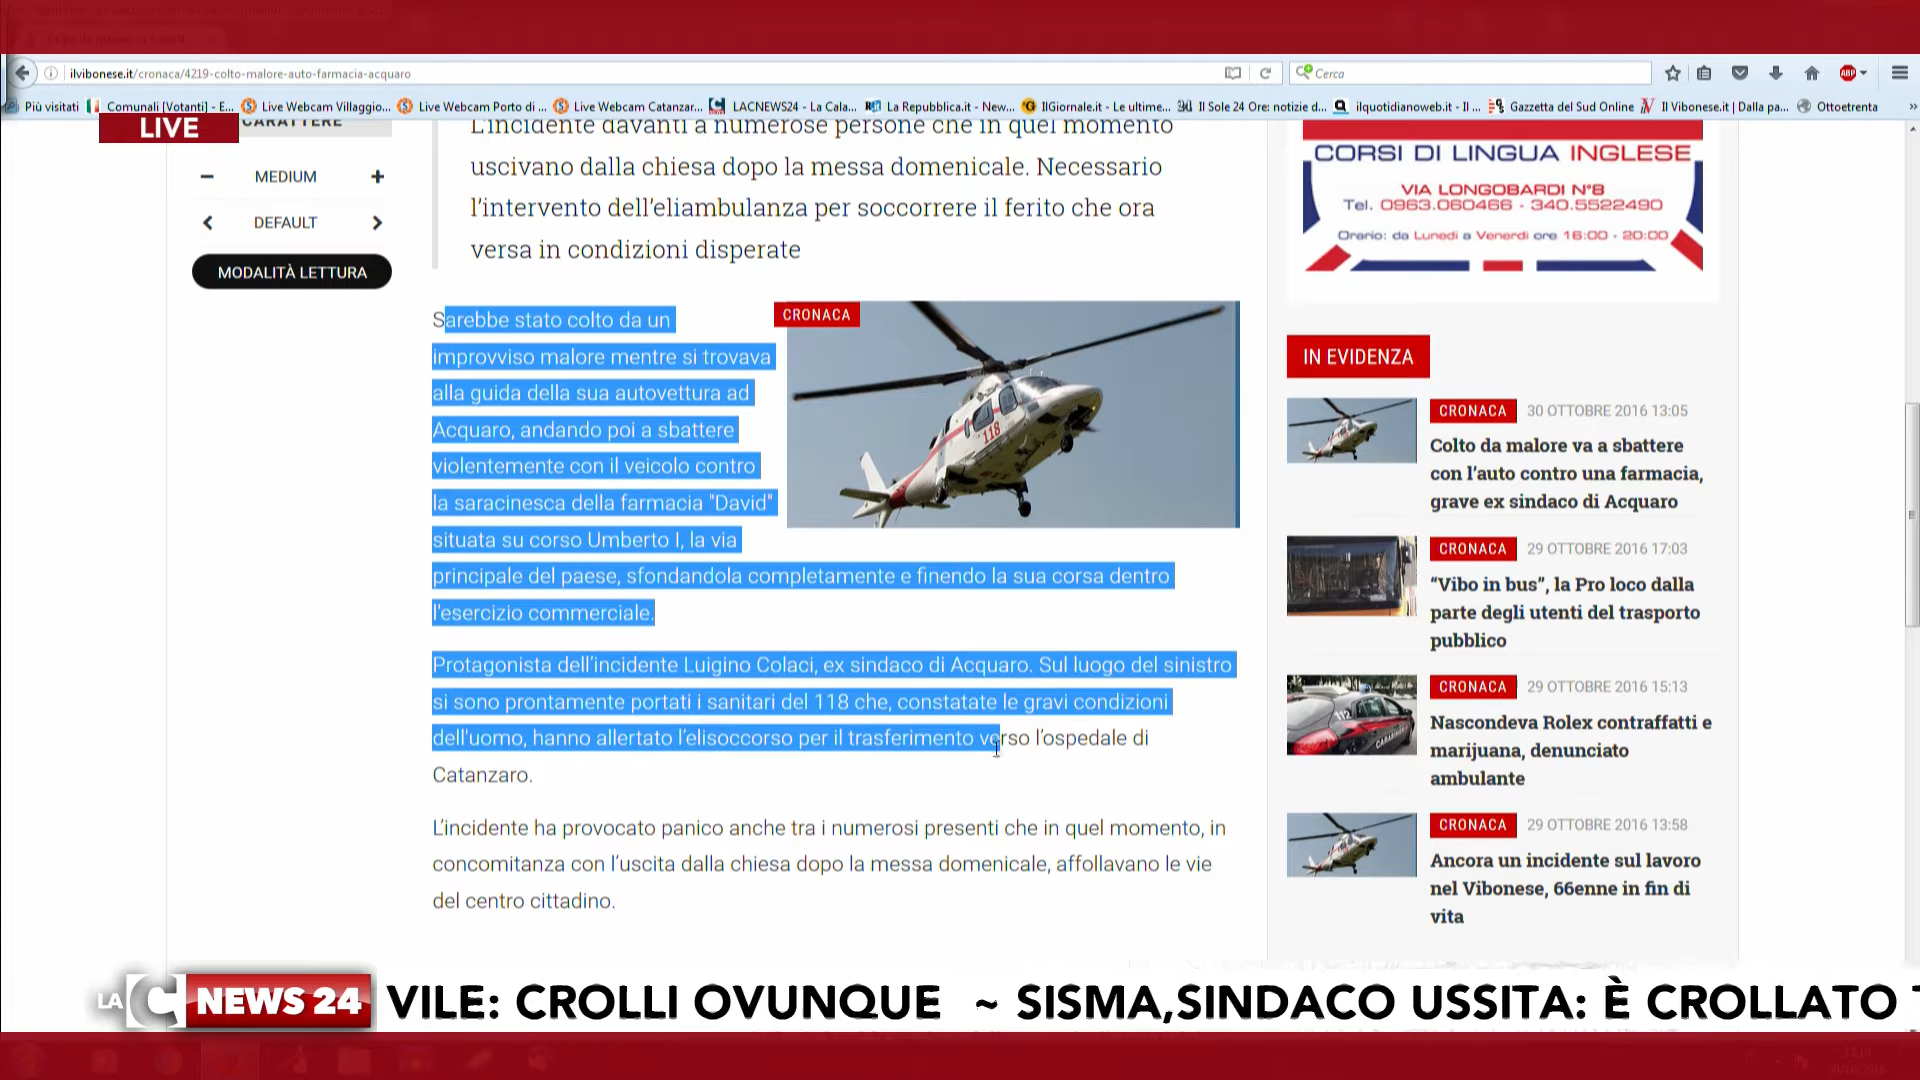 ilvibonese.it/cronaca/4219-colto-malore-auto-farmacia-acquaro
Cerca
ABP
Più visitati
Comunali [Votanti] - E...
Live Webcam Villaggio...
Live Webcam Porto di ...
Live Webcam Catanzar...
LACNEWS24 - La Cala...
La Repubblica.it - New...
IlGiornale.it - Le ultime...
Il Sole 24 Ore: notizie d...
ilquotidianoweb.it - Il ...
Gazzetta del Sud Online
Il Vibonese.it | Dalla pa...
Ottoetrenta
LIVE
CARATTERE
MEDIUM
DEFAULT
MODALITÀ LETTURA
L'incidente davanti a numerose persone che in quel momento
uscivano dalla chiesa dopo la messa domenicale. Necessario
l'intervento dell'eliambulanza per soccorrere il ferito che ora
versa in condizioni disperate
Sarebbe stato colto da un
improvviso malore mentre si trovava
alla guida della sua autovettura ad
Acquaro, andando poi a sbattere
violentemente con il veicolo contro
la saracinesca della farmacia "David"
situata su corso Umberto I, la via
principale del paese, sfondandola completamente e finendo la sua corsa dentro
l'esercizio commerciale.
CRONACA
118
Protagonista dell'incidente Luigino Colaci, ex sindaco di Acquaro. Sul luogo del sinistro
si sono prontamente portati i sanitari del 118 che, constatate le gravi condizioni
dell'uomo, hanno allertato l'elisoccorso per il trasferimento verso l'ospedale di
Catanzaro.
L'incidente ha provocato panico anche tra i numerosi presenti che in quel momento, in
concomitanza con l'uscita dalla chiesa dopo la messa domenicale, affollavano le vie
del centro cittadino.
CORSI DI LINGUA INGLESE
VIA LONGOBARDI N°8
Tel. 0963.060466 - 340.5522490
Orario: da Lunedi a Venerdi ore 16:00 - 20:00
IN EVIDENZA
CRONACA 30 OTTOBRE 2016 13:05
Colto da malore va a sbattere
con l'auto contro una farmacia,
grave ex sindaco di Acquaro
CRONACA 29 OTTOBRE 2016 17:03
“Vibo in bus”, la Pro loco dalla
parte degli utenti del trasporto
pubblico
CRONACA 29 OTTOBRE 2016 15:13
Nascondeva Rolex contraffatti e
marijuana, denunciato
ambulante
CRONACA 29 OTTOBRE 2016 13:58
Ancora un incidente sul lavoro
nel Vibonese, 66enne in fin di
vita
LA C NEWS 24
VILE: CROLLI OVUNQUE ~ SISMA,SINDACO USSITA: È CROLLATO